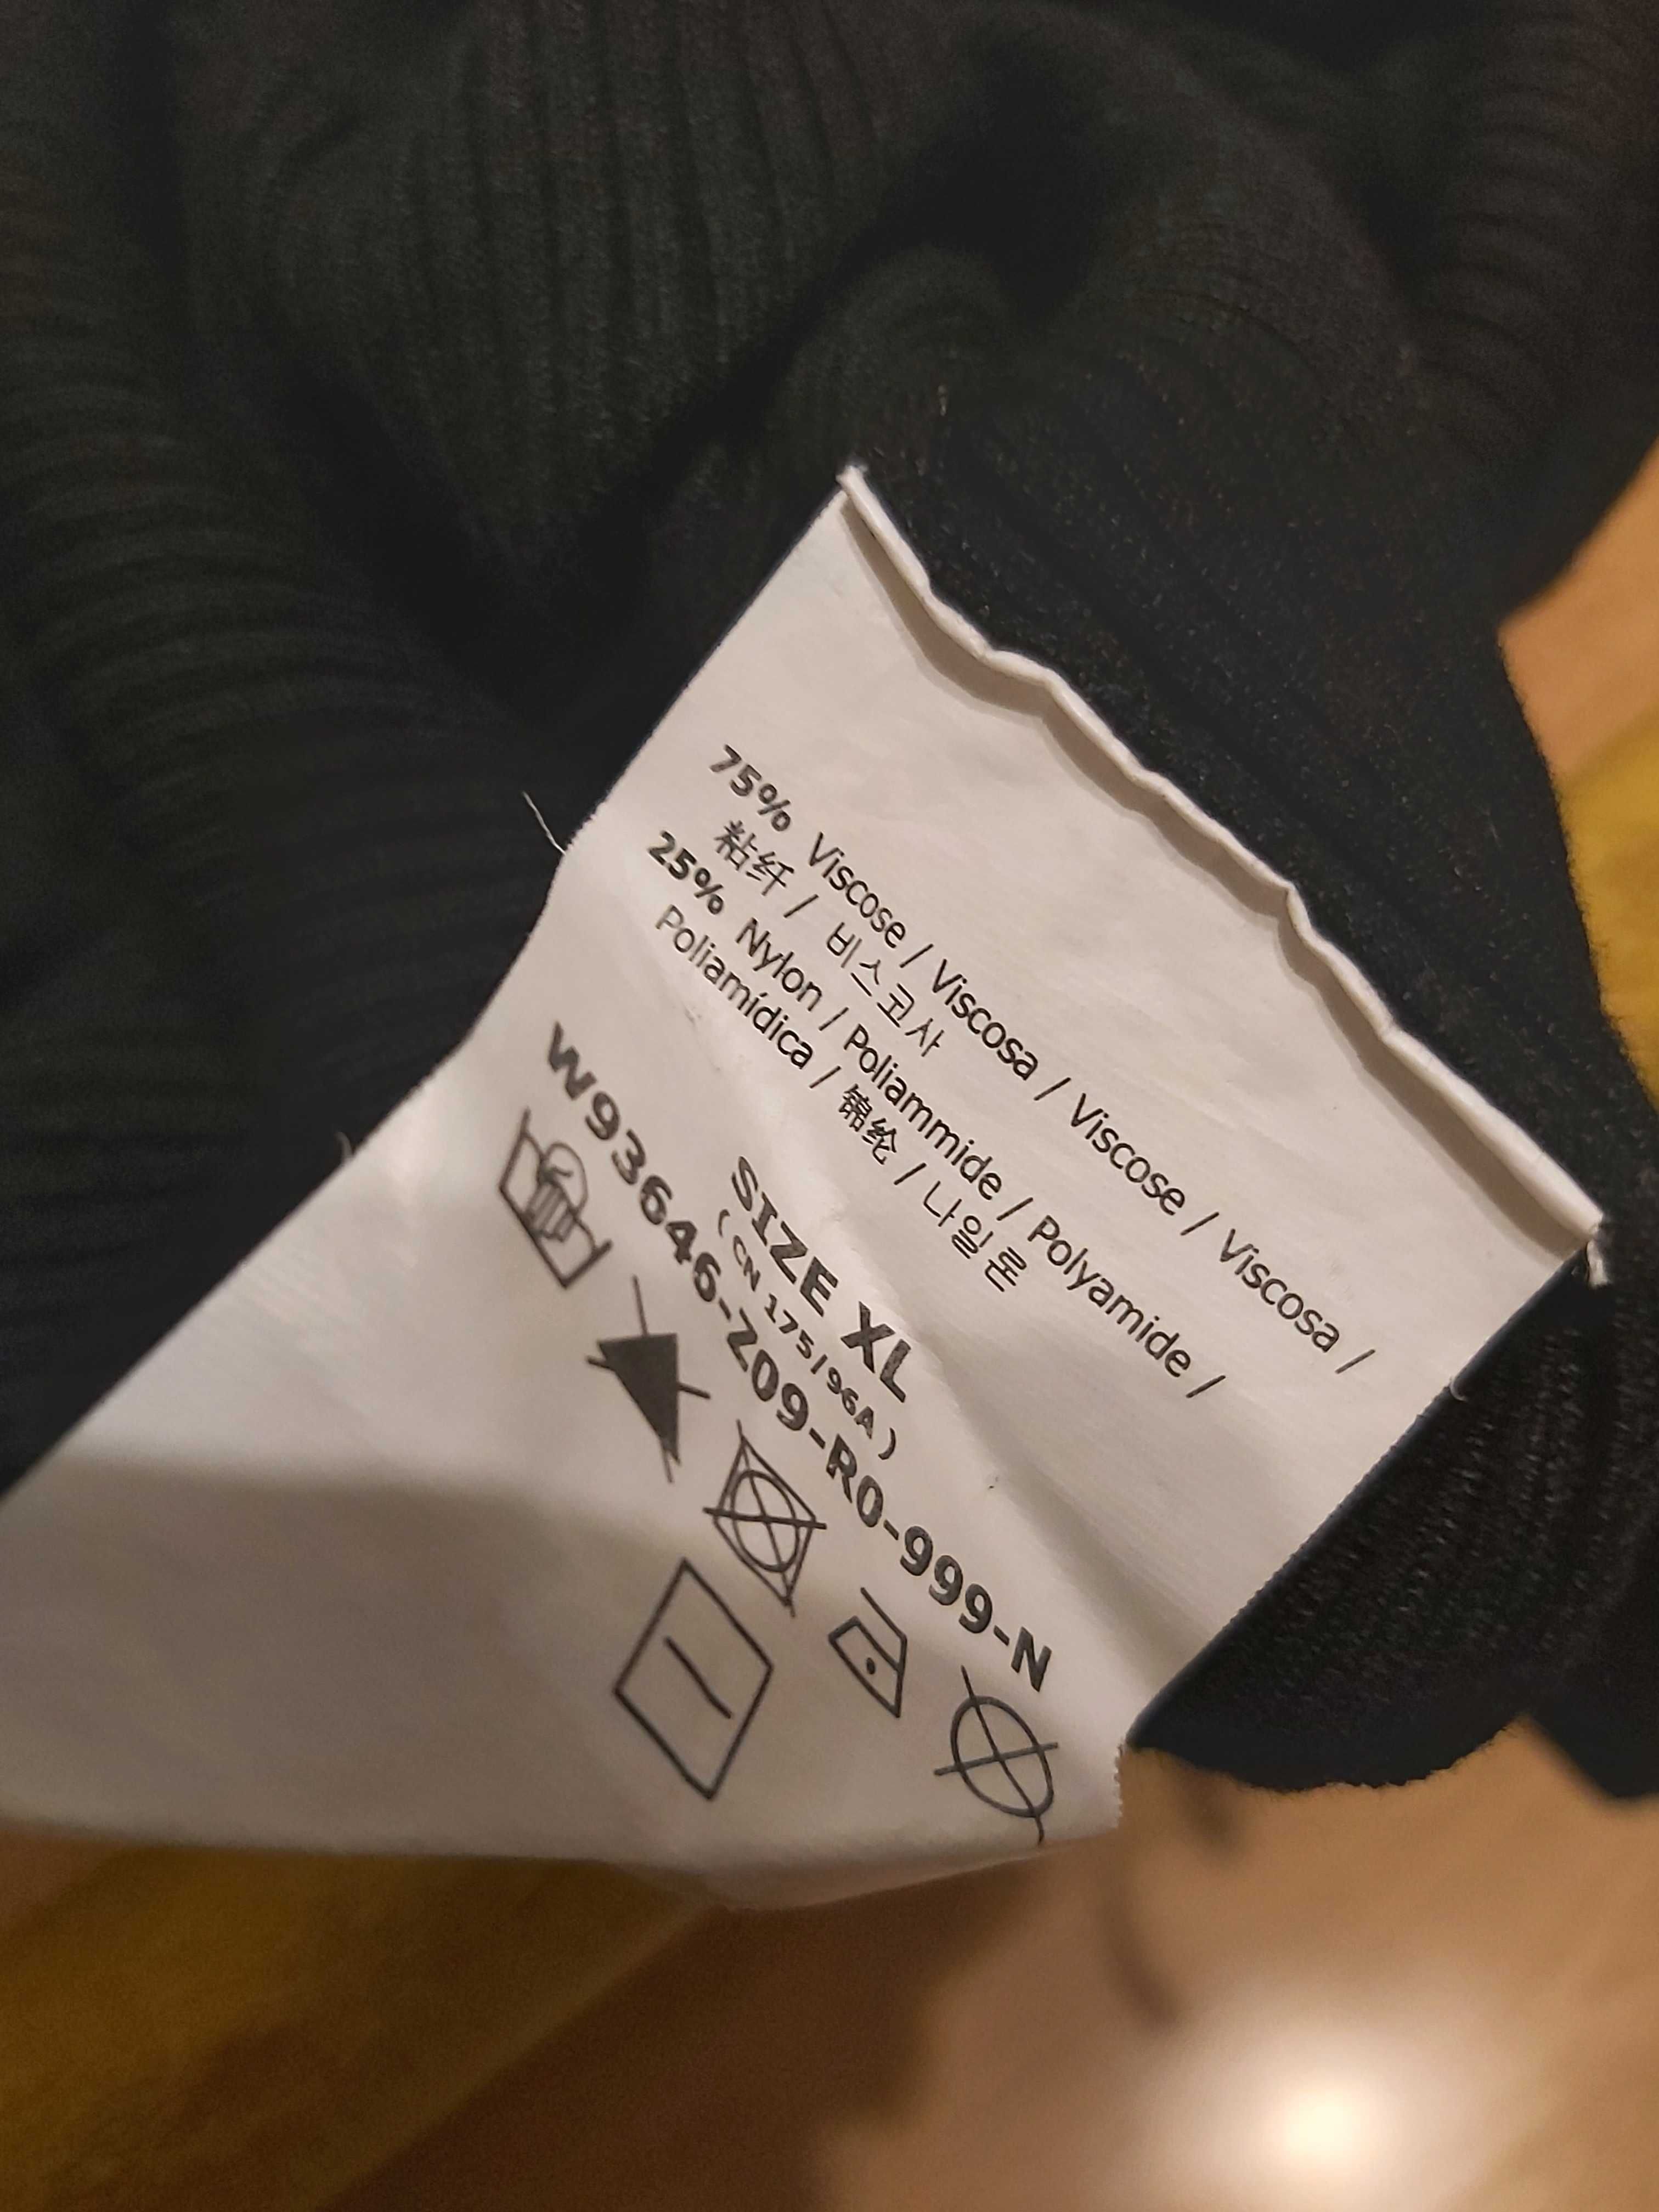 75% Viscose / Viscosa / Viscose / Viscosa /
粘纤 / 비스코사
25% Nylon / Poliammide / Polyamide /
Poliamídica / 锦纶 / 나일론
SIZE XL
(CN 175/96A)
W93646-Z09-R0-999-N